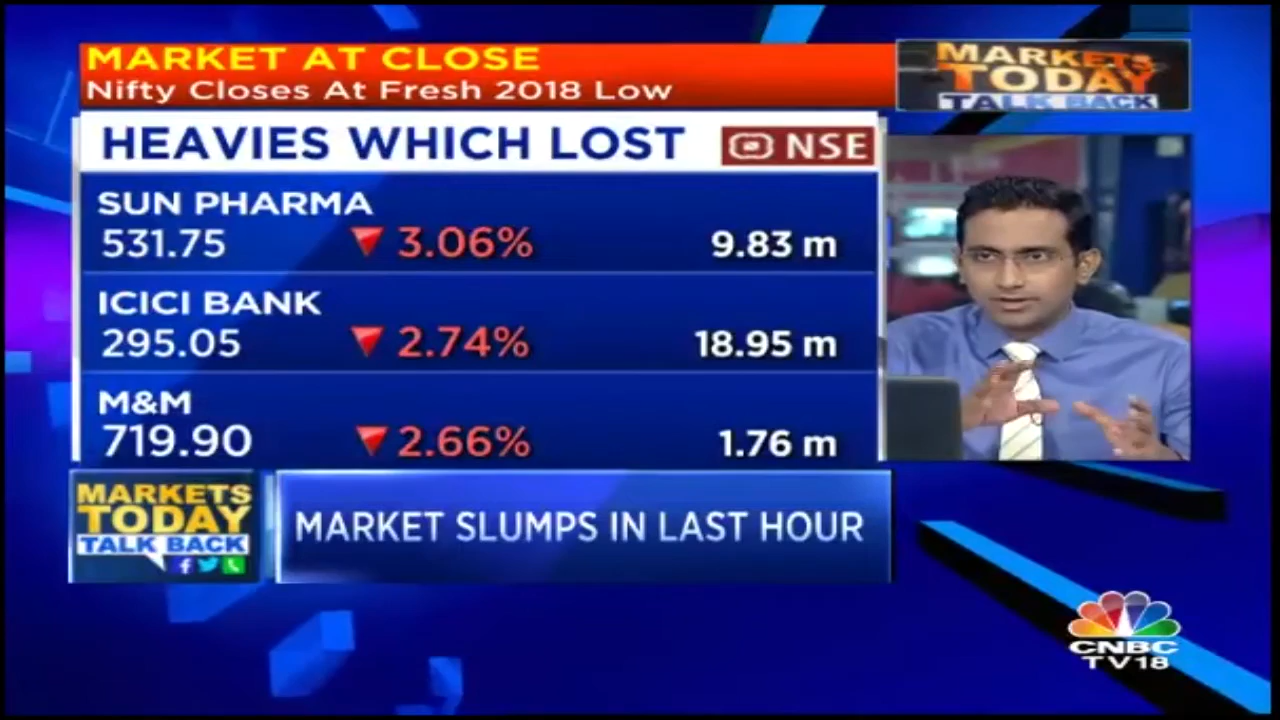 MARKET AT CLOSE
Nifty Closes At Fresh 2018 Low
MARKETS
TODAY
TALK BACK
HEAVIES WHICH LOST
NSE
SUN PHARMA
531.75 3.06% 9.83 m
ICICI BANK
295.05 2.74% 18.95 m
M&M
719.90 2.66% 1.76 m
MARKETS
TODAY
TALK BACK
MARKET SLUMPS IN LAST HOUR
CNBC
TV18